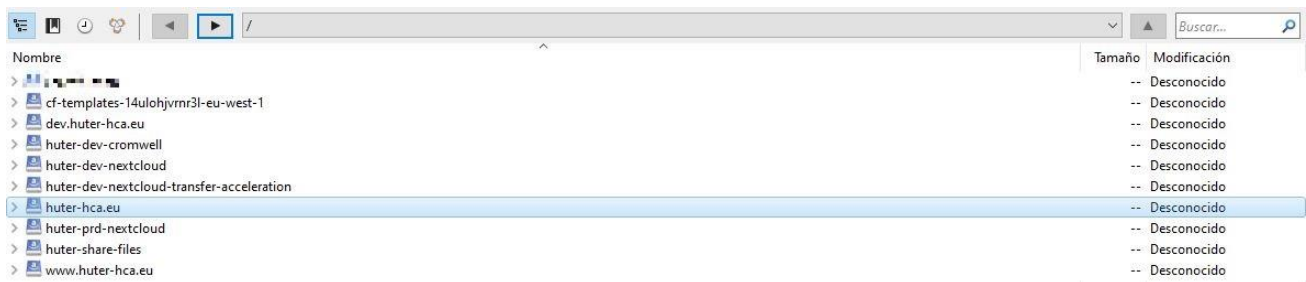 / Buscar...
Nombre Tamaño Modificación
-- Desconocido
cf-templates-14ulohjvrnr3l-eu-west-1 -- Desconocido
dev.huter-hca.eu -- Desconocido
huter-dev-cromwell -- Desconocido
huter-dev-nextcloud -- Desconocido
huter-dev-nextcloud-transfer-acceleration -- Desconocido
huter-hca.eu -- Desconocido
huter-prd-nextcloud -- Desconocido
huter-share-files -- Desconocido
www.huter-hca.eu -- Desconocido